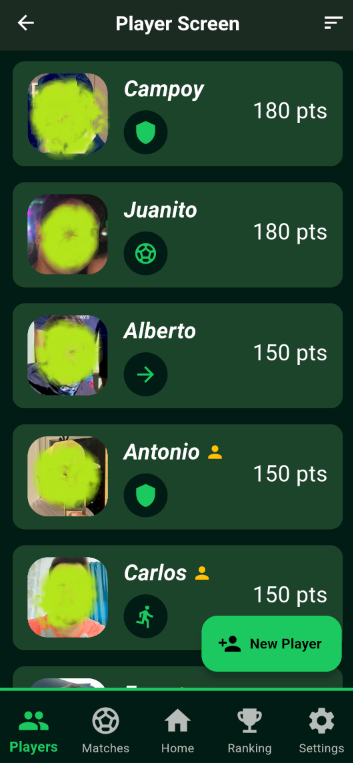 Player Screen
Campoy
180 pts
Juanito
180 pts
Alberto
150 pts
Antonio
150 pts
Carlos
150 pts
New Player
Players
Matches
Home
Ranking
Settings